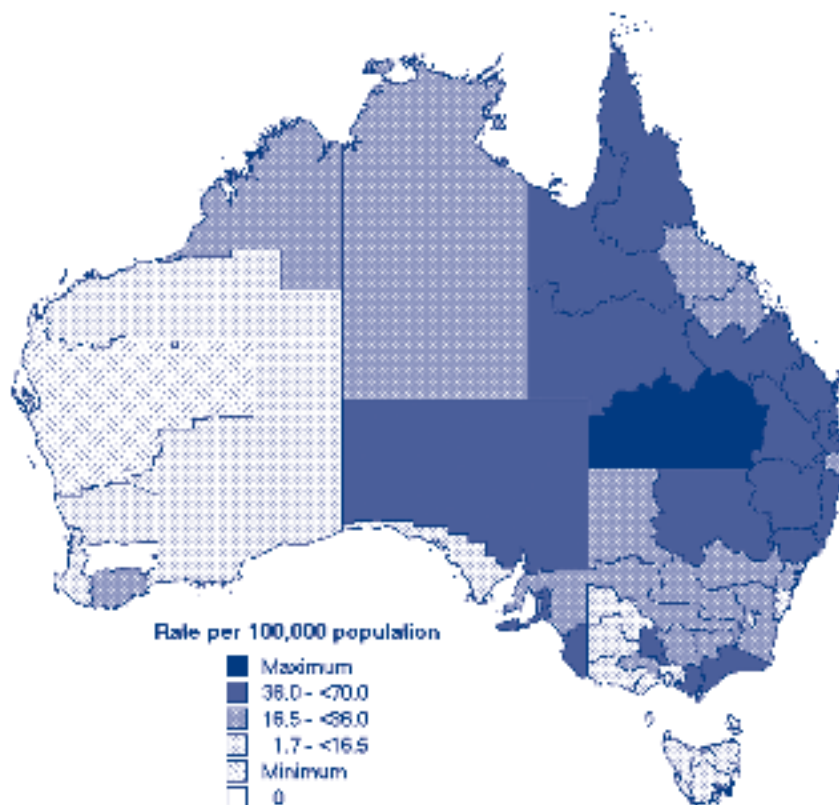 Rate per 100,000 population
Maximum
36.0 - <70.0
16.5 - <36.0
1.7 - <16.5
Minimum
0